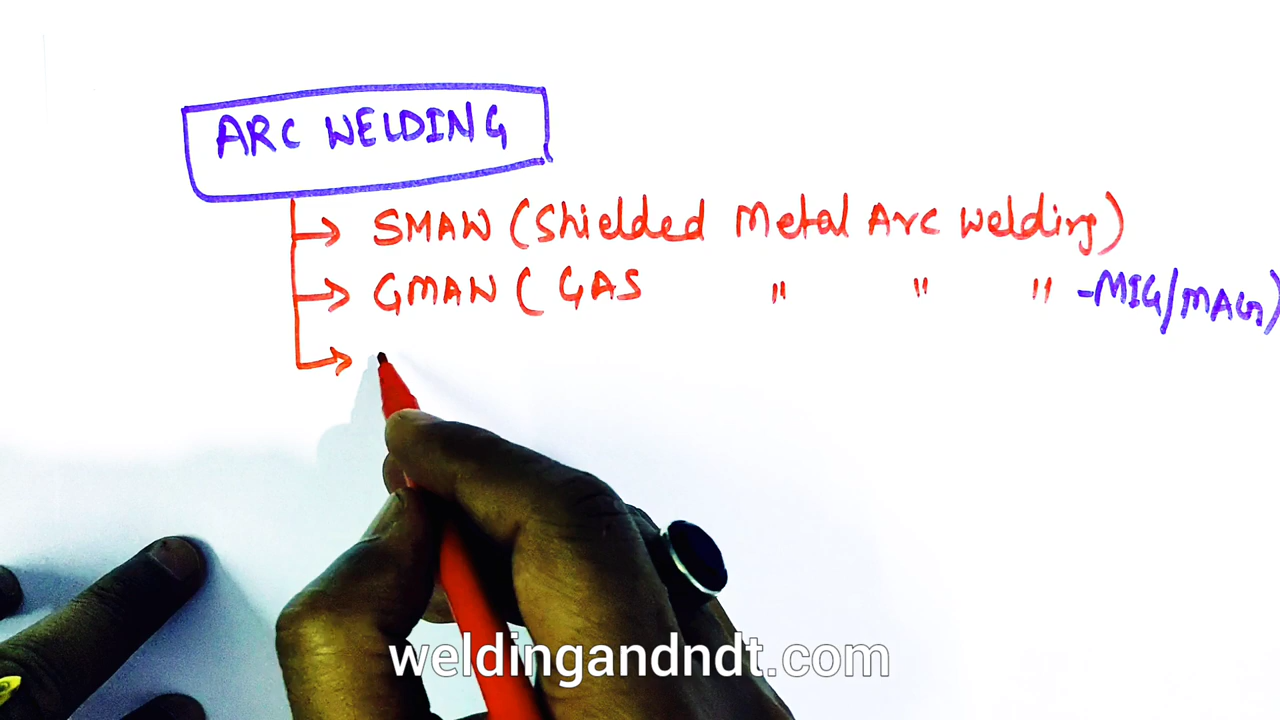 ARC WELDING
SMAW (Shielded Metal Arc Welding)
GMAW ( GAS " " " -MIG/MAG)
weldingandndt.com